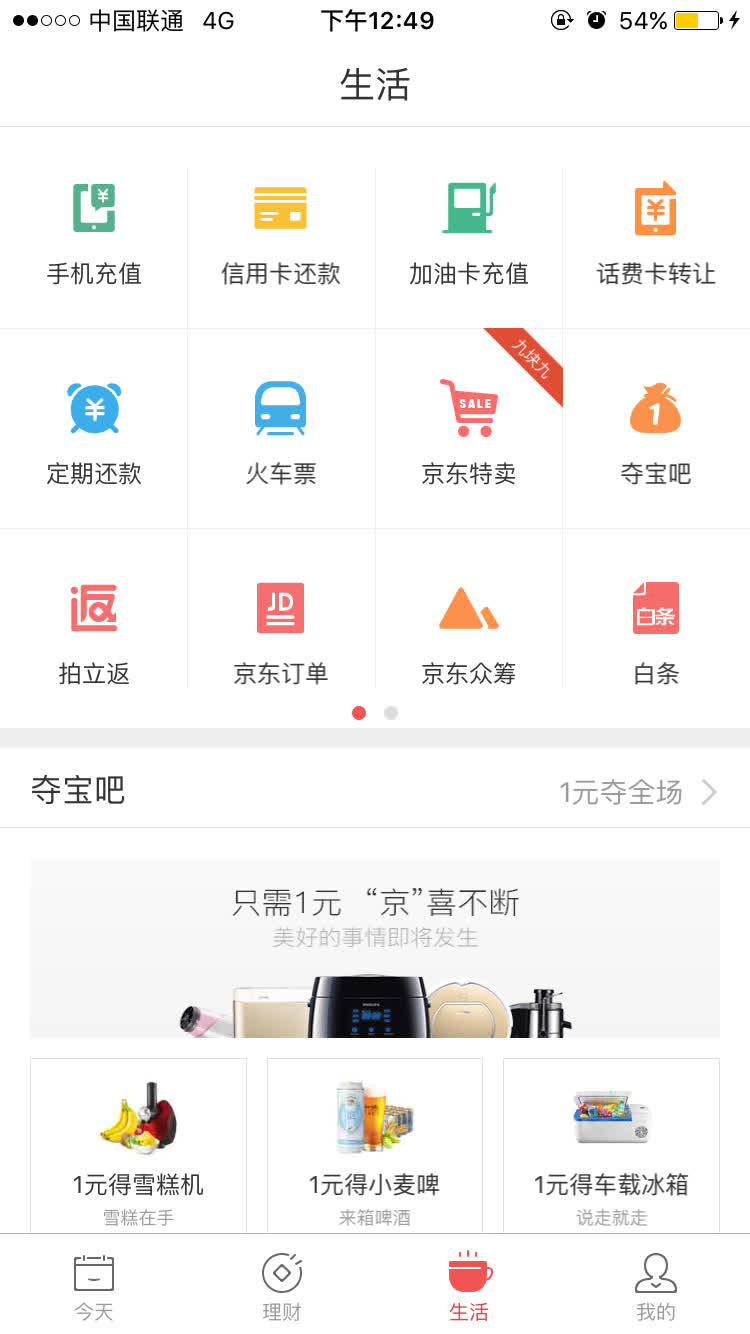 中国联通 4G 下午12:49 54%
生活
手机充值 信用卡还款 加油卡充值 话费卡转让
九块九
SALE 1
定期还款 火车票 京东特卖 夺宝吧
返 JD 白条
拍立返 京东订单 京东众筹 白条
夺宝吧 1元夺全场
只需1元 “京”喜不断
美好的事情即将发生
PHILIPS
1元得雪糕机 1元得小麦啤 1元得车载冰箱
雪糕在手 来箱啤酒 说走就走
今天 理财 生活 我的